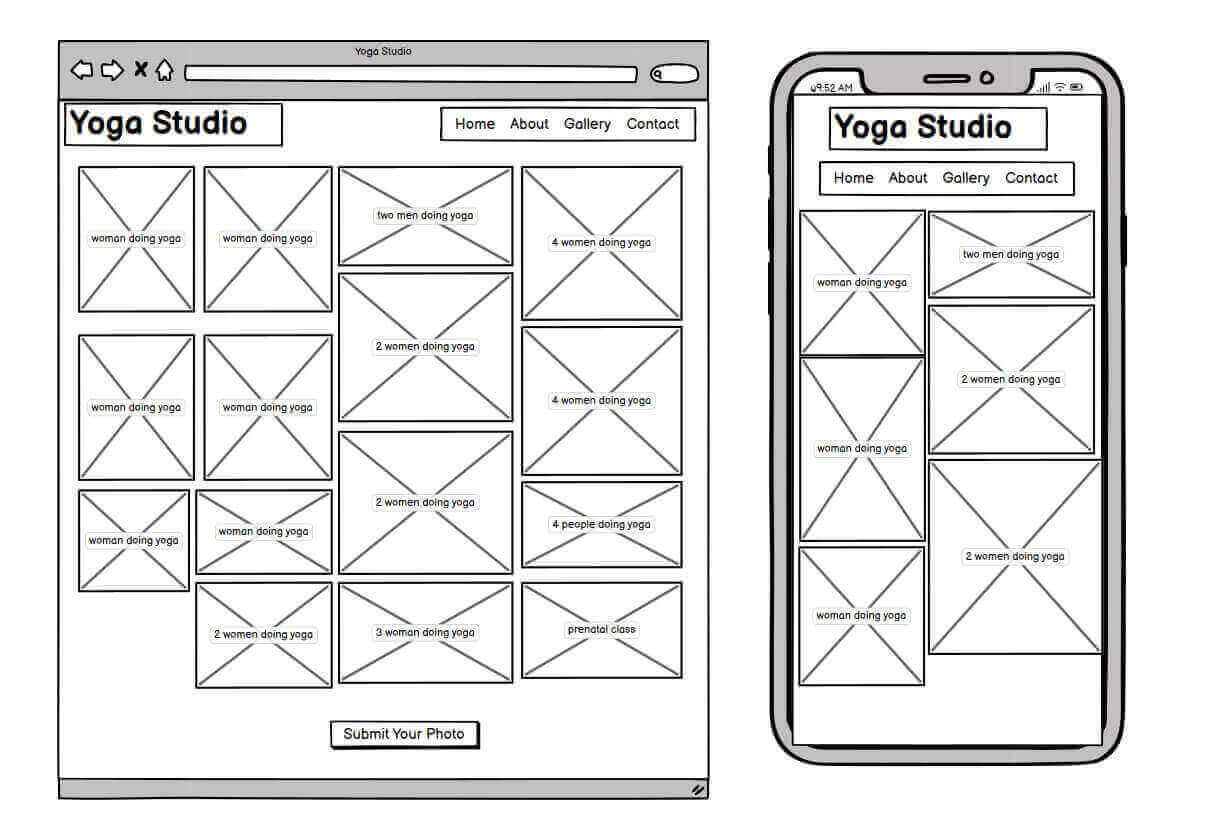 Yoga Studio
Yoga Studio
Home About Gallery Contact
woman doing yoga
woman doing yoga
two men doing yoga
4 women doing yoga
2 women doing yoga
woman doing yoga
woman doing yoga
4 women doing yoga
2 women doing yoga
woman doing yoga
woman doing yoga
4 people doing yoga
2 women doing yoga
3 woman doing yoga
prenatal class
Submit Your Photo
9:52 AM
Yoga Studio
Home About Gallery Contact
woman doing yoga
two men doing yoga
2 women doing yoga
woman doing yoga
2 women doing yoga
woman doing yoga